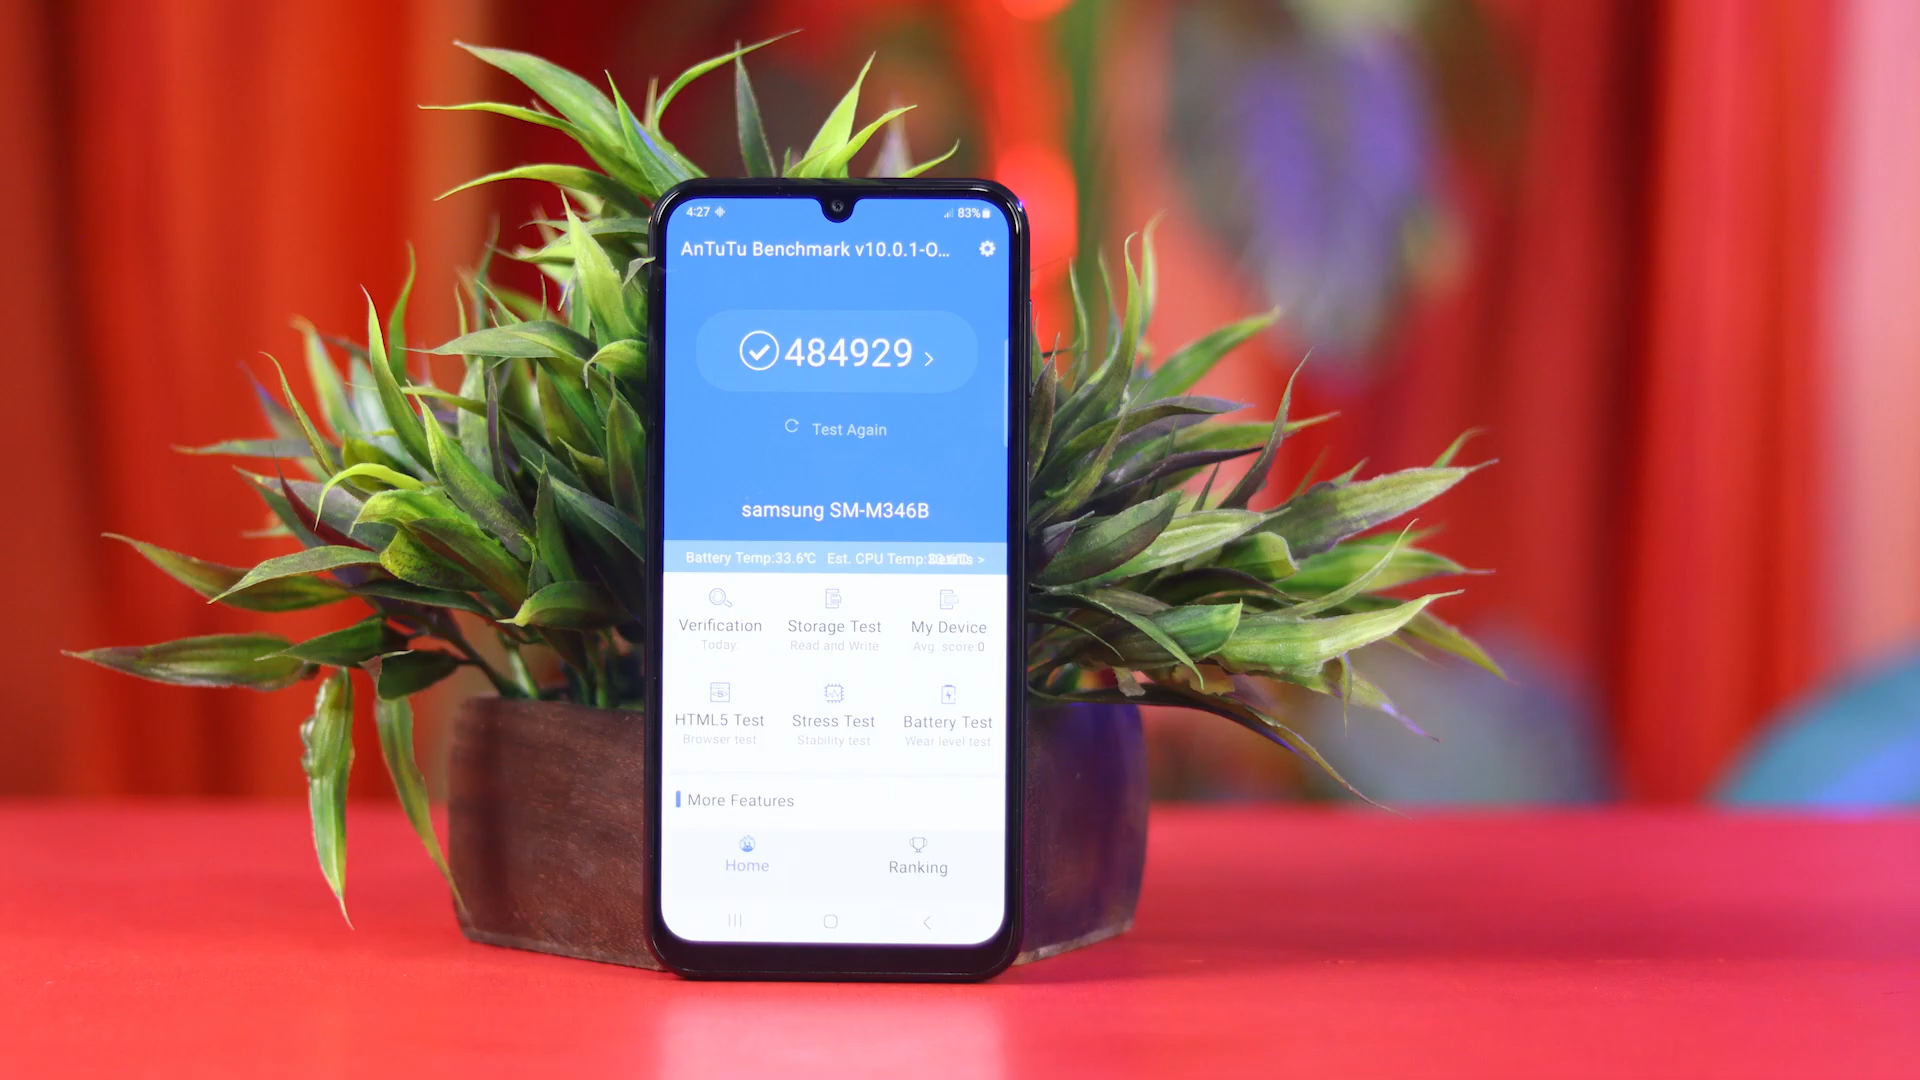 4:27 83%
AnTuTu Benchmark v10.0.1-O...
484929 >
Test Again
samsung SM-M346B
Battery Temp:33.6℃ Est. CPU Temp: >
Verification Storage Test My Device
Today. Read and Write Avg. score:0
HTML5 Test Stress Test Battery Test
Browser test Stability test Wear level test
More Features
Home Ranking